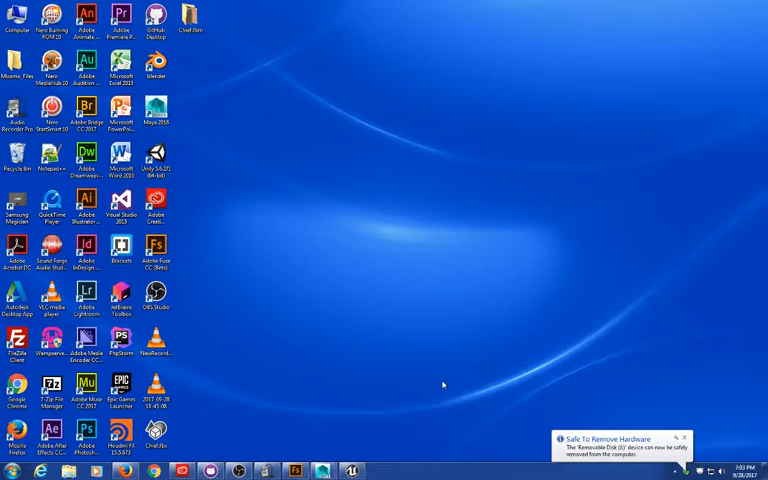 Computer
Nero Burning
ROM 10
Adobe
Animate ...
Adobe
Premiere P...
GitHub
Desktop
Chief.fbm
Mixamo_Files
Nero
MediaHub 10
Adobe
Audition ...
Microsoft
Excel 2010
blender
Audio
Recorder Pro
Nero
StartSmart 10
Adobe Bridge
CC 2017
Microsoft
PowerPoi...
Maya 2016
Recycle Bin
Notepad++
Adobe
Dreamweav...
Microsoft
Word 2010
Unity 5.6.1f1
(64-bit)
Samsung
Magician
QuickTime
Player
Adobe
Illustrator ...
Visual Studio
2015
Adobe
Creati...
Adobe
Acrobat DC
Sound Forge
Audio Stud...
Adobe
InDesign ...
Brackets
Adobe Fuse
CC (Beta)
Autodesk
Desktop App
VLC media
player
Adobe
Lightroom
JetBrains
Toolbox
OBS Studio
FileZilla
Client
Wampserve...
Adobe Media
Encoder CC...
PhpStorm
NewRecord...
Google
Chrome
7-Zip File
Manager
Adobe Muse
CC 2017
Epic Games
Launcher
2017-09-28
18-45-08
Mozilla
Firefox
Adobe After
Effects CC...
Adobe
Photosh...
Houdini FX
15.5.673
Chief.fbx
Safe To Remove Hardware
The 'Removable Disk (I:)' device can now be safely
removed from the computer.
7:03 PM
9/28/2017